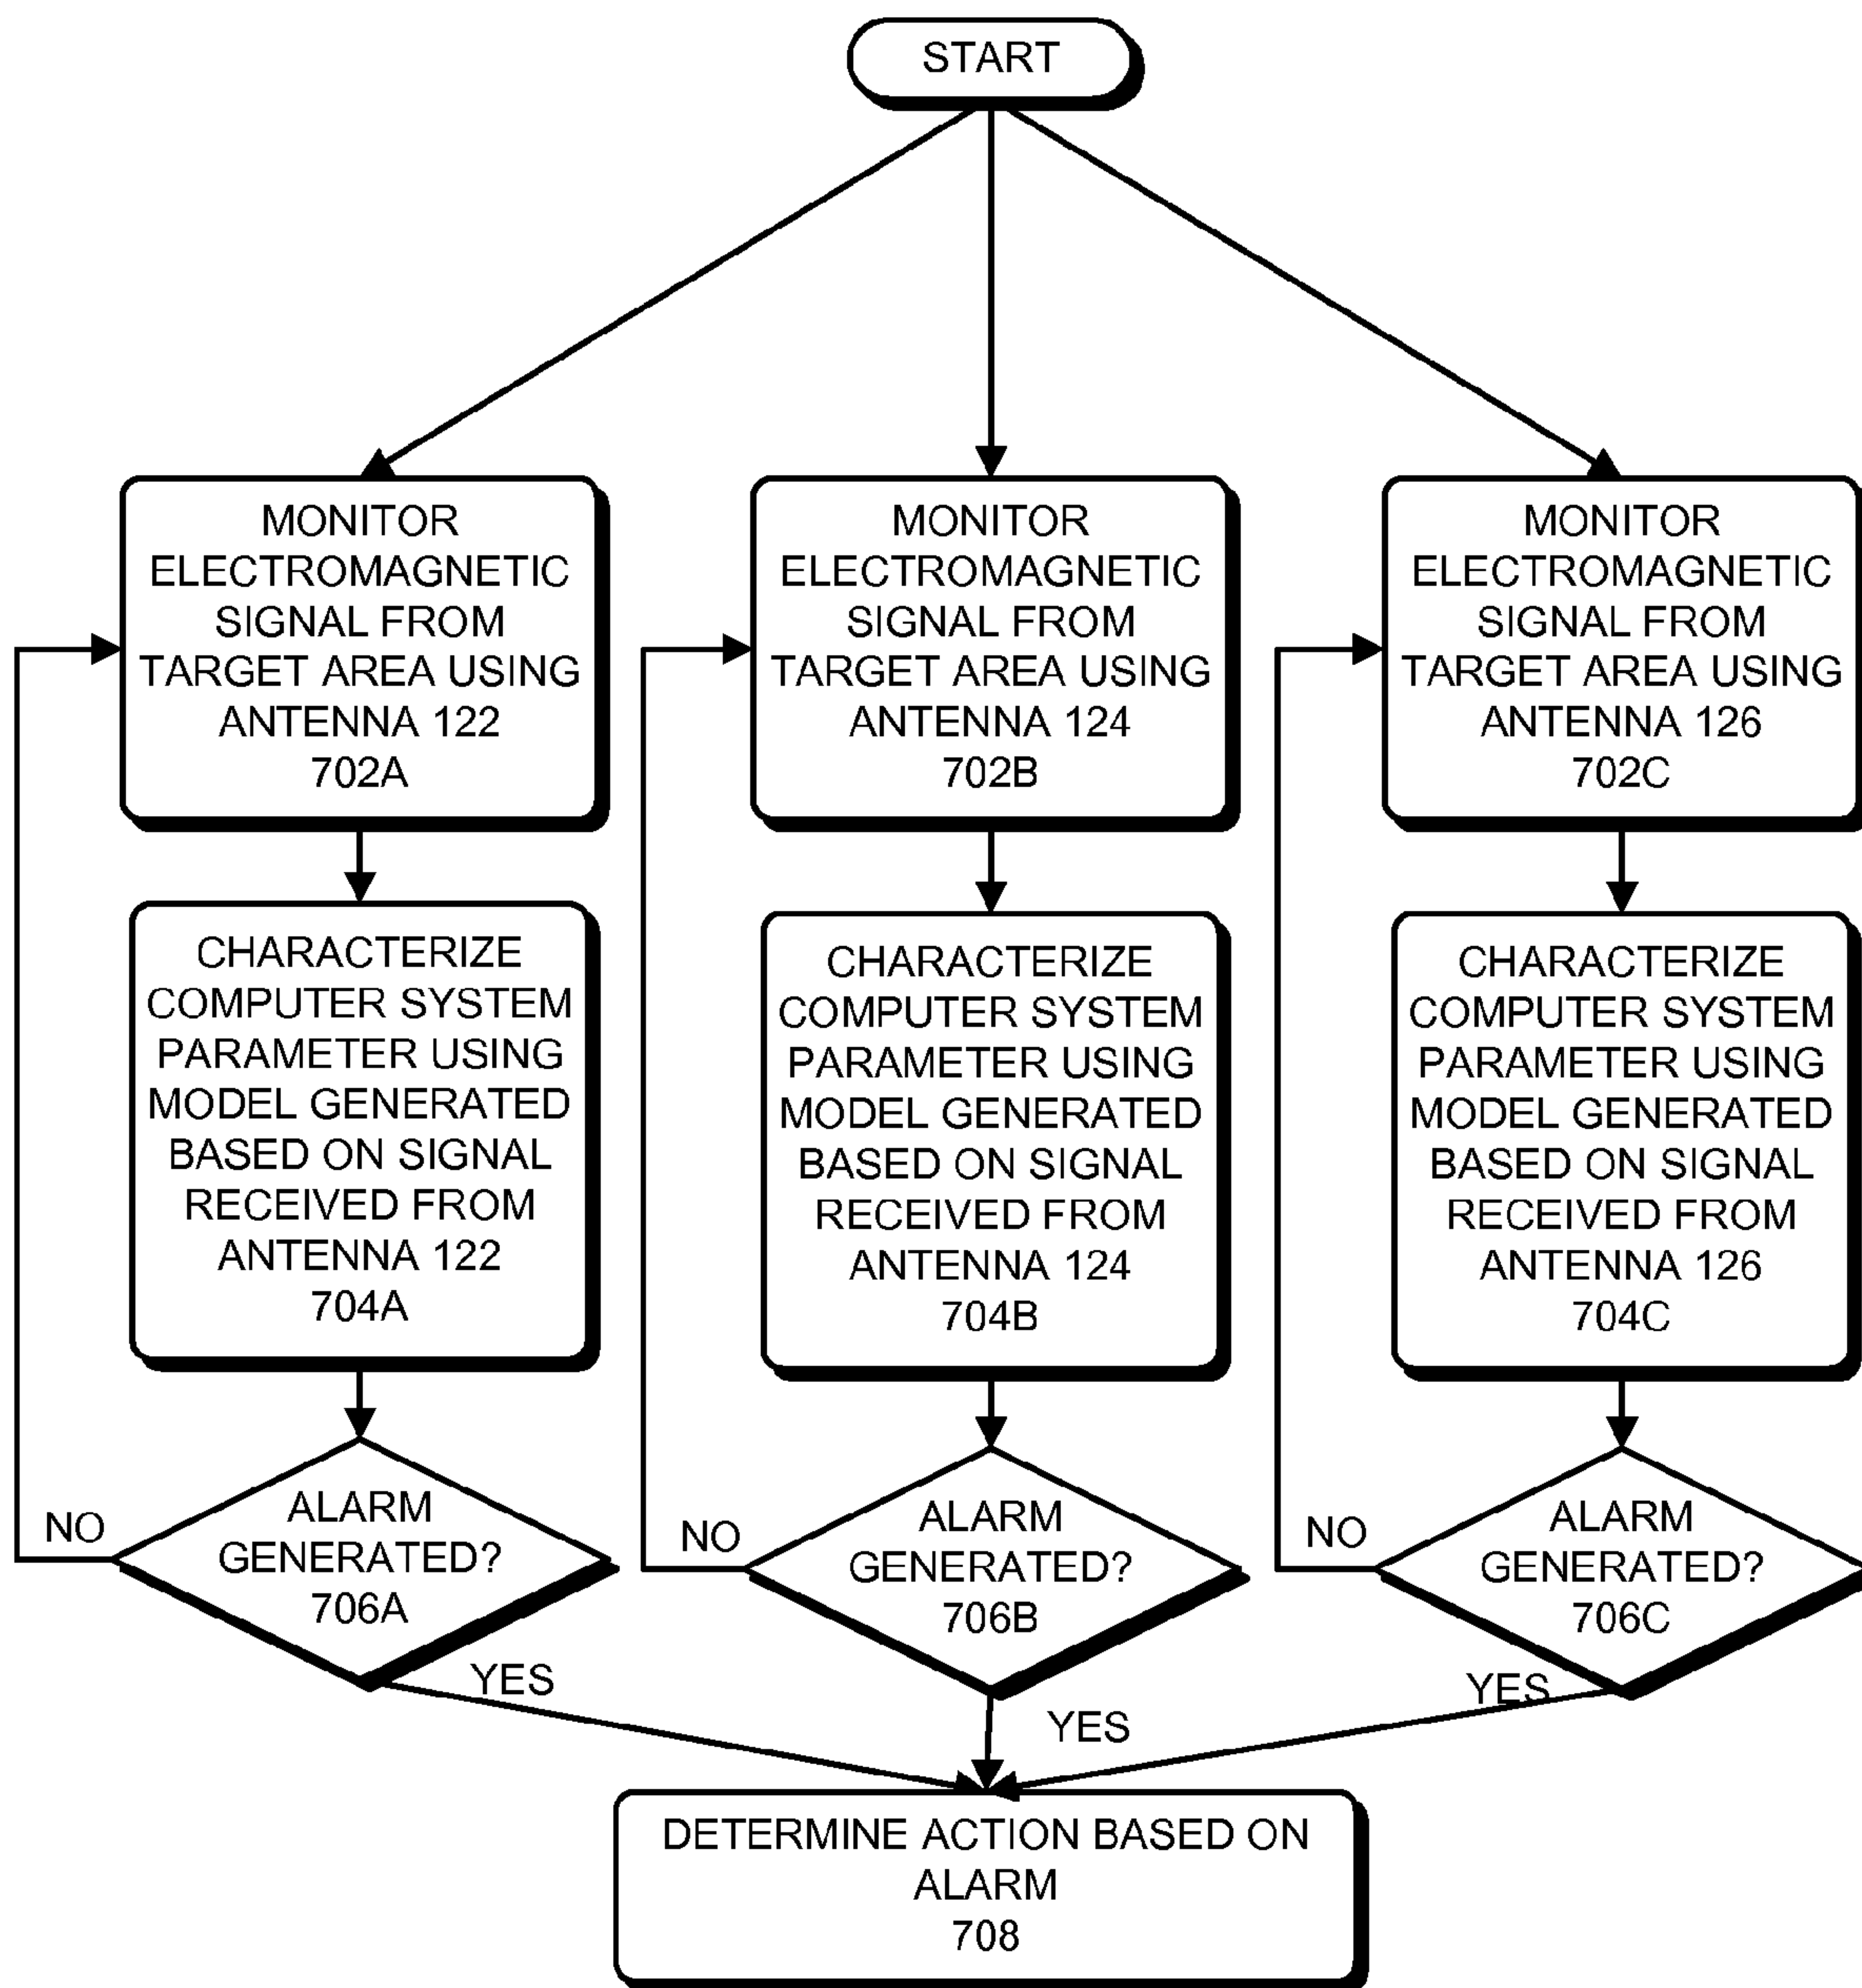 START
MONITOR
ELECTROMAGNETIC
SIGNAL FROM
TARGET AREA USING
ANTENNA 122
702A
MONITOR
ELECTROMAGNETIC
SIGNAL FROM
TARGET AREA USING
ANTENNA 124
702B
MONITOR
ELECTROMAGNETIC
SIGNAL FROM
TARGET AREA USING
ANTENNA 126
702C
CHARACTERIZE
COMPUTER SYSTEM
PARAMETER USING
MODEL GENERATED
BASED ON SIGNAL
RECEIVED FROM
ANTENNA 122
704A
CHARACTERIZE
COMPUTER SYSTEM
PARAMETER USING
MODEL GENERATED
BASED ON SIGNAL
RECEIVED FROM
ANTENNA 124
704B
CHARACTERIZE
COMPUTER SYSTEM
PARAMETER USING
MODEL GENERATED
BASED ON SIGNAL
RECEIVED FROM
ANTENNA 126
704C
NO
ALARM
GENERATED?
706A
NO
ALARM
GENERATED?
706B
NO
ALARM
GENERATED?
706C
YES
YES
YES
DETERMINE ACTION BASED ON
ALARM
708